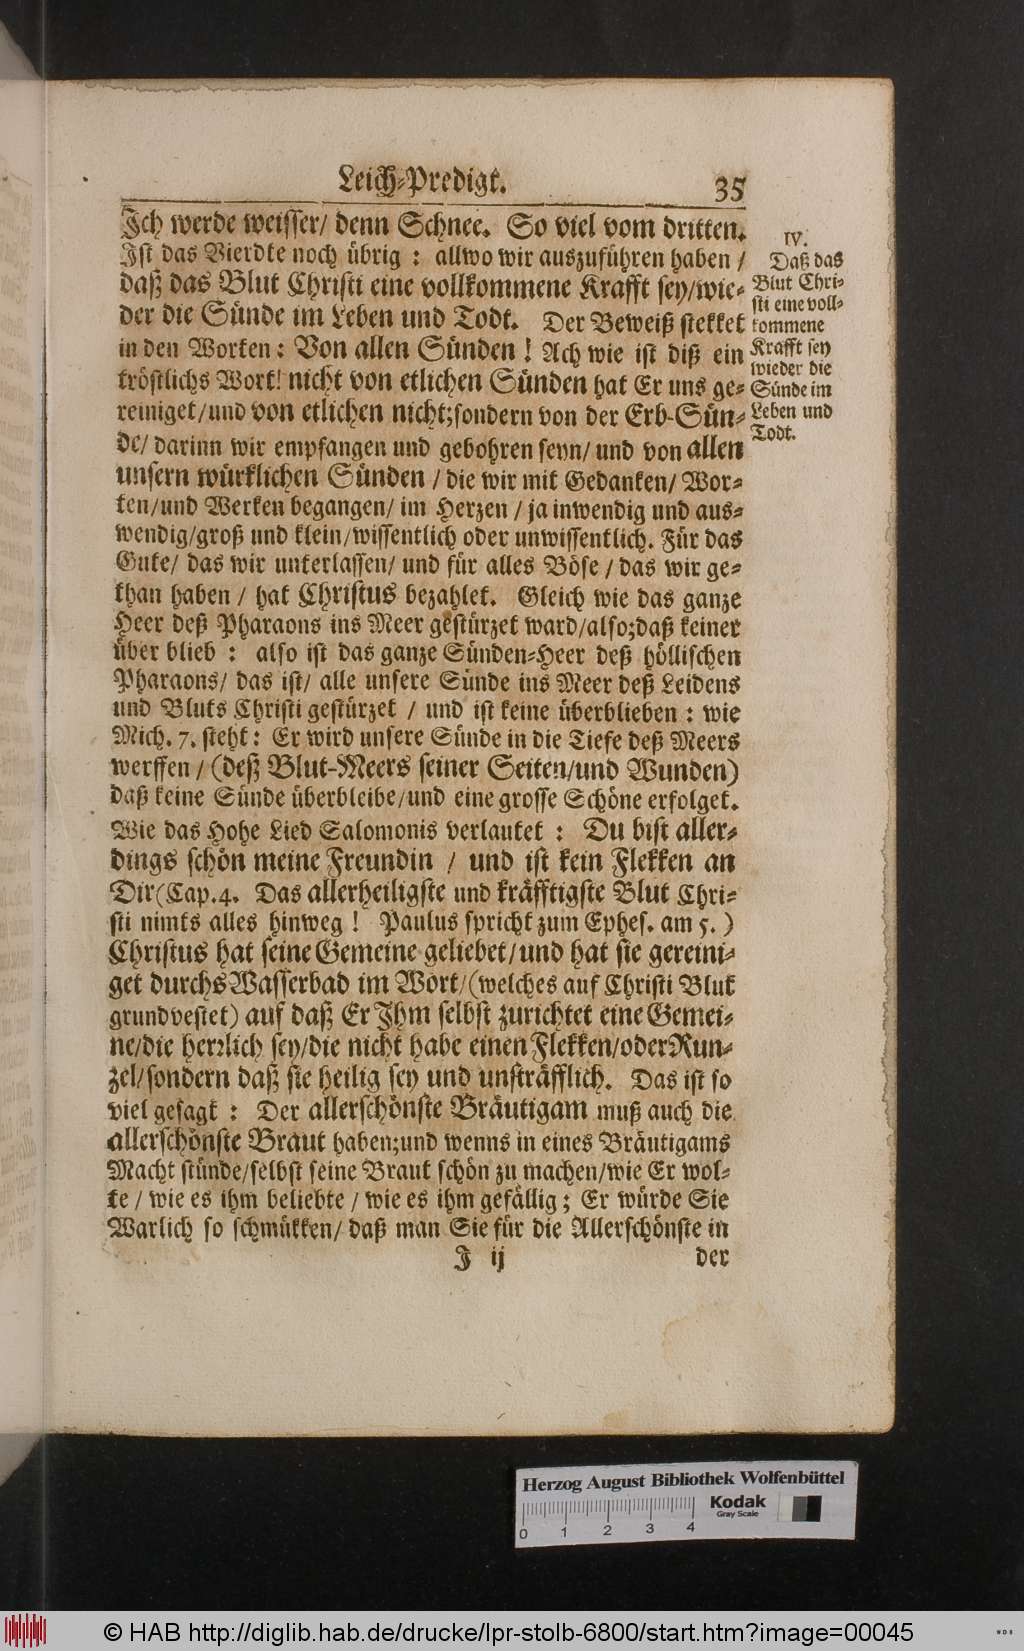 Leich-Predigt. 35
Ich werde weisser/ denn Schnee. So viel vom dritten.
Ist das Vierdte noch übrig : allwo wir auszuführen haben /
daß das Blut Christi eine vollkommene Krafft sey/wie-
der die Sünde im Leben und Todt. Der Beweiß stekket
in den Worten: Von allen Sünden ! Ach wie ist diß ein
tröstlichs Wort! nicht von etlichen Sünden hat Er uns ge-
reiniget/und von etlichen nicht;sondern von der Erb-Sün-
de/ darinn wir empfangen und gebohren seyn/ und von allen
unsern würklichen Sünden / die wir mit Gedanken/ Wor-
ten/und Werken begangen/ im Herzen / ja inwendig und aus-
wendig/groß und klein/wissentlich oder unwissentlich. Für das
Gute/ das wir unterlassen/ und für alles Böse / das wir ge-
than haben / hat Christus bezahlet. Gleich wie das ganze
Heer deß Pharaons ins Meer gestürzet ward/also;daß keiner
über blieb : also ist das ganze Sünden-Heer deß höllischen
Pharaons/ das ist/ alle unsere Sünde ins Meer deß Leidens
und Bluts Christi gestürzet / und ist keine überblieben : wie
Mich. 7. steht: Er wird unsere Sünde in die Tiefe deß Meers
werffen / (deß Blut-Meers seiner Seiten/und Wunden)
daß keine Sünde überbleibe/und eine grosse Schöne erfolget.
Wie das Hohe Lied Salomonis verlautet : Du bist aller-
dings schön meine Freundin / und ist kein Flekken an
Dir(Cap.4. Das allerheiligste und kräfftigste Blut Chri-
sti nimts alles hinweg ! Paulus spricht zum Ephes. am 5. )
Christus hat seine Gemeine geliebet/und hat sie gereini-
get durchs Wasserbad im Wort/(welches auf Christi Blut
grundvestet) auf daß Er Ihm selbst zurichtet eine Gemei-
ne/die herrlich sey/die nicht habe einen Flekken/oder Run-
zel/sondern daß sie heilig sey und unsträfflich. Das ist so
viel gesagt : Der allerschönste Bräutigam muß auch die
allerschönste Braut haben;und wenns in eines Bräutigams
Macht stünde/selbst seine Braut schön zu machen/wie Er wol-
te / wie es ihm beliebte / wie es ihm gefällig; Er würde Sie
Warlich so schmükken/ daß man Sie für die Allerschönste in
J ij der
IV.
Daß das
Blut Chri-
sti eine voll-
kommene
Krafft sey
wieder die
Sünde im
Leben und
Todt.
Herzog August Bibliothek Wolfenbüttel
Kodak
Gray Scale
0 1 2 3 4
© HAB http://diglib.hab.de/drucke/lpr-stolb-6800/start.htm?image=00045
WDB